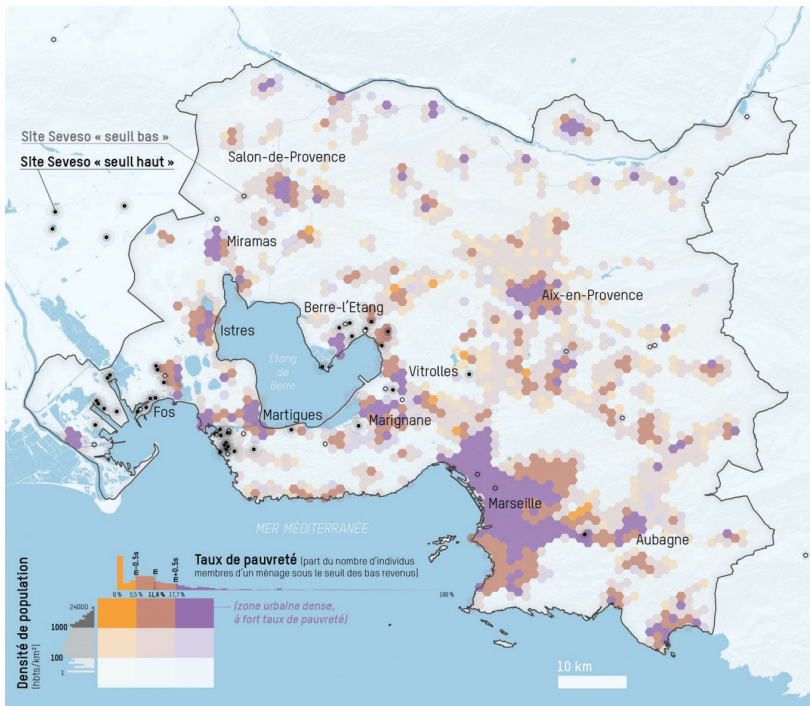 Site Seveso « seuil bas »
Site Seveso « seuil haut »
Salon-de-Provence
Miramas
Berre-l'Etang
Aix-en-Provence
Istres
Étang
de
Berre
Vitrolles
Fos
Martigues
Marignane
Marseille
Aubagne
MER MÉDITERRANÉE
Taux de pauvreté (part du nombre d'individus
membres d'un ménage sous le seuil des bas revenus)
m-0.5s
m
m+0.5s
0 %
5,5 %
11,6 %
17,7 %
100 %
(zone urbaine dense,
à fort taux de pauvreté)
Densité de population
(hbts/km²)
24000
1000
100
1
10 km